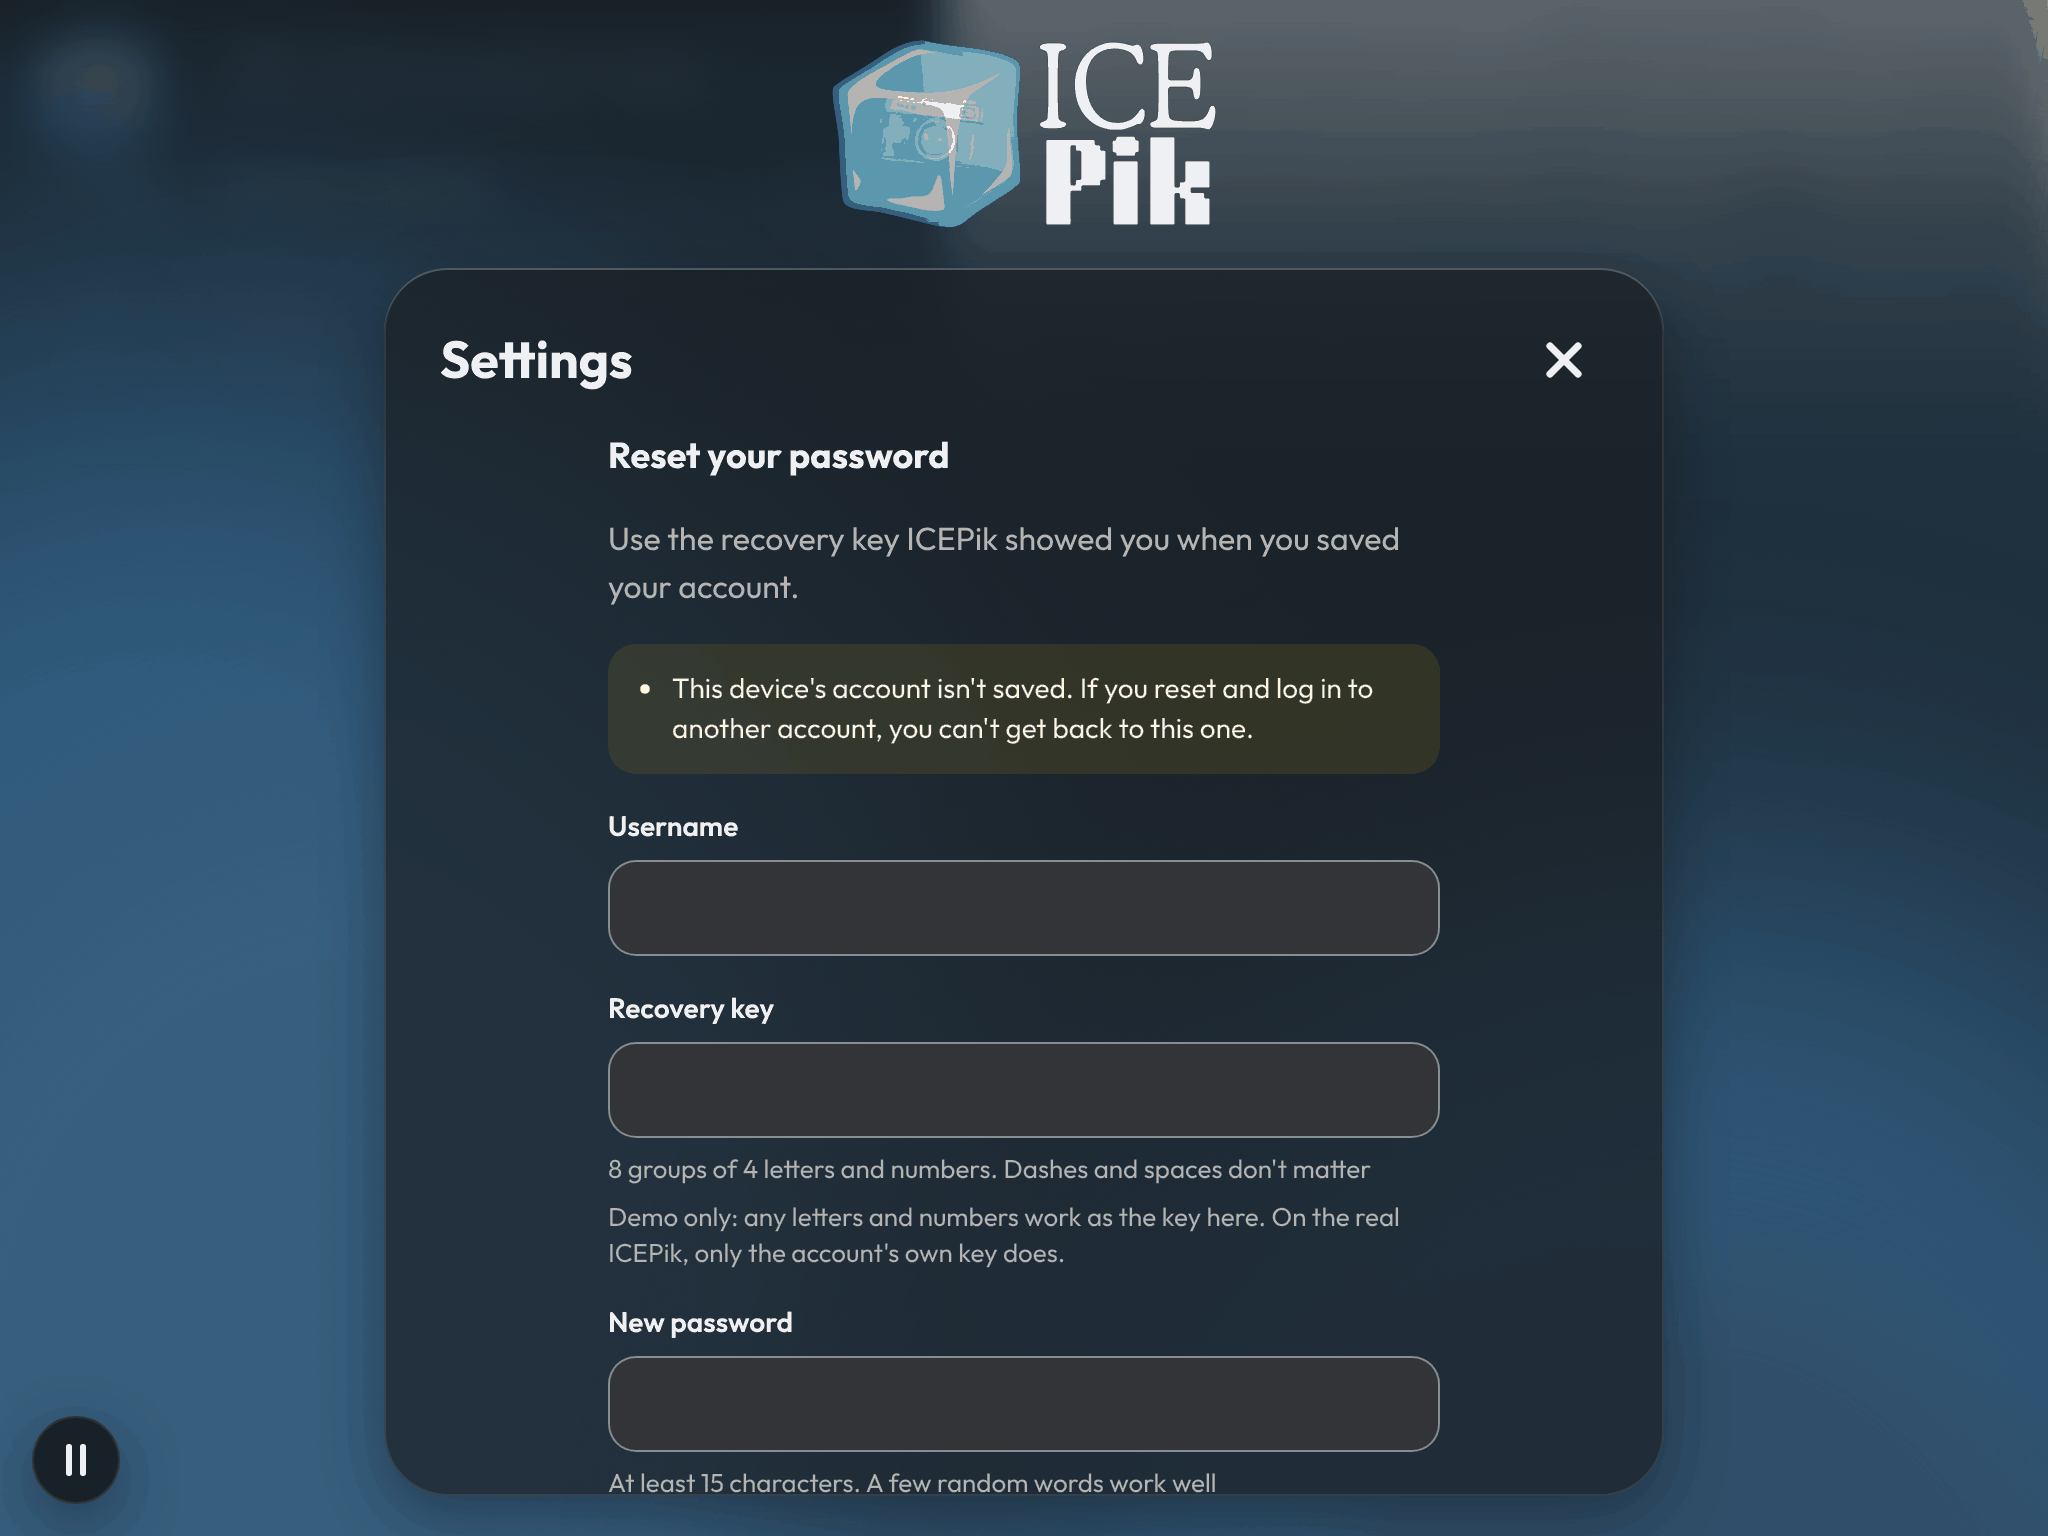 ICE
Pik
Settings
Reset your password
Use the recovery key ICEPik showed you when you saved
your account.
• This device's account isn't saved. If you reset and log in to
another account, you can't get back to this one.
Username
Recovery key
8 groups of 4 letters and numbers. Dashes and spaces don't matter
Demo only: any letters and numbers work as the key here. On the real
ICEPik, only the account's own key does.
New password
At least 15 characters. A few random words work well